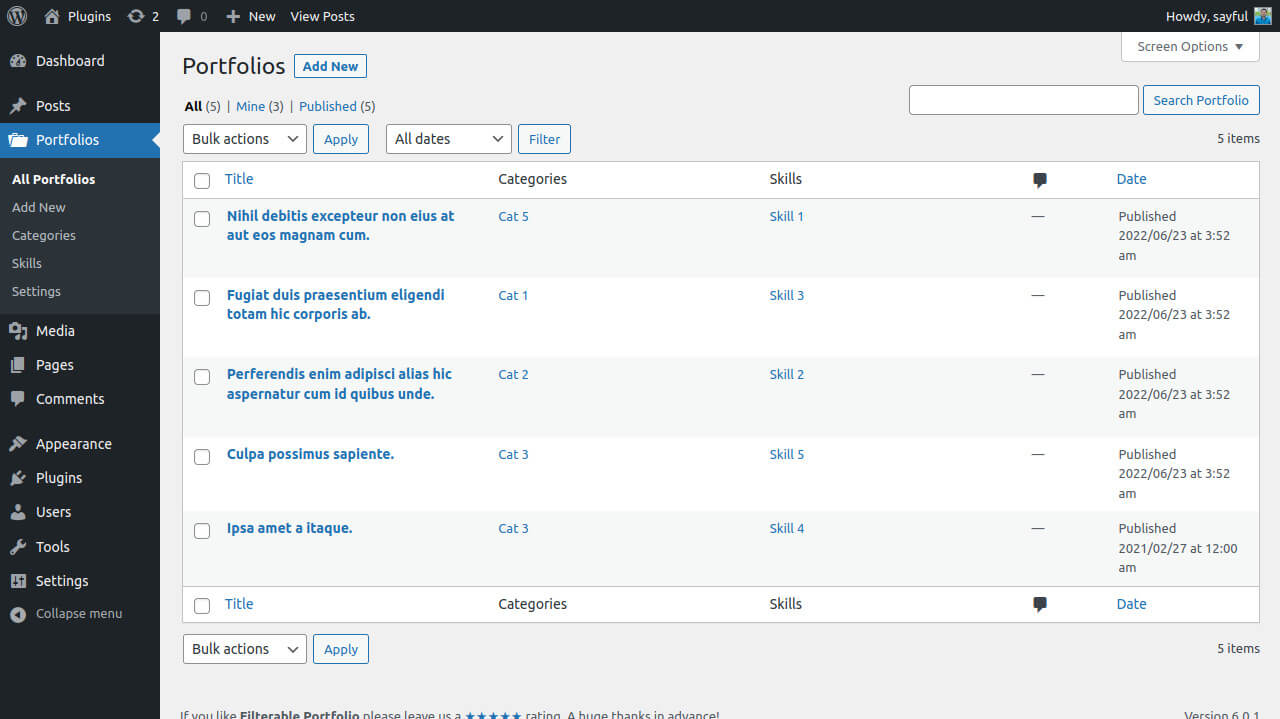 Plugins 2 0 New View Posts Howdy, sayful
Screen Options
Dashboard
Posts
Portfolios
All Portfolios
Add New
Categories
Skills
Settings
Media
Pages
Comments
Appearance
Plugins
Users
Tools
Settings
Collapse menu
Portfolios Add New
All (5) | Mine (3) | Published (5)
Search Portfolio
Bulk actions Apply All dates Filter 5 items
Title Categories Skills Date
Nihil debitis excepteur non eius at Cat 5 Skill 1 — Published
aut eos magnam cum. 2022/06/23 at 3:52
am
Fugiat duis praesentium eligendi Cat 1 Skill 3 — Published
totam hic corporis ab. 2022/06/23 at 3:52
am
Perferendis enim adipisci alias hic Cat 2 Skill 2 — Published
aspernatur cum id quibus unde. 2022/06/23 at 3:52
am
Culpa possimus sapiente. Cat 3 Skill 5 — Published
2022/06/23 at 3:52
am
Ipsa amet a itaque. Cat 3 Skill 4 — Published
2021/02/27 at 12:00
am
Title Categories Skills Date
Bulk actions Apply 5 items
If you like Filterable Portfolio please leave us a ★★★★★ rating. A huge thanks in advance! Version 6.0.1